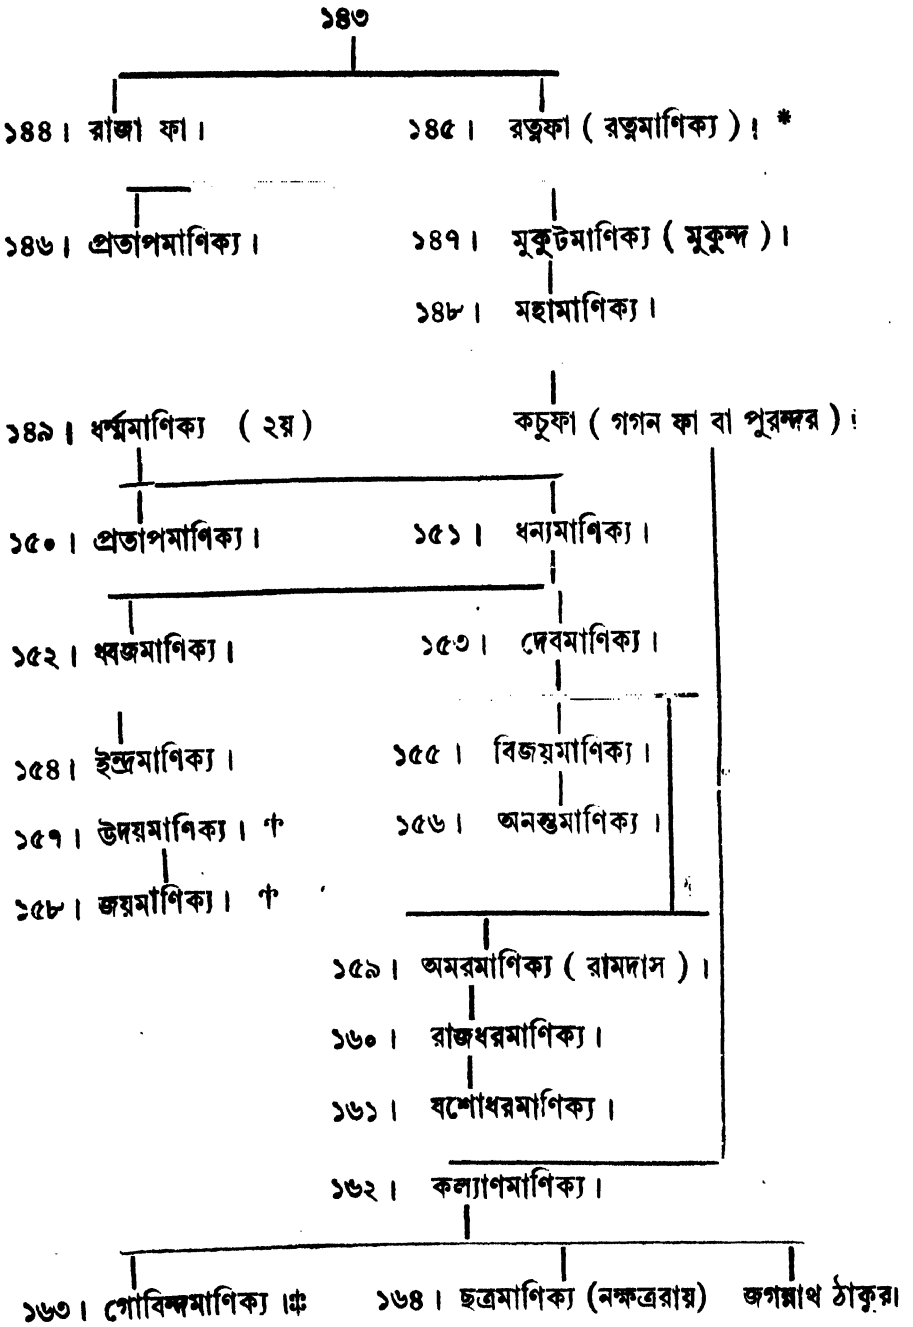 ১৪৩
১৪৪। রাজা ফা। ১৪৫। রত্নফা ( রত্নমাণিক্য )। *
১৪৬। প্রতাপমাণিক্য। ১৪৭। মুকুটমাণিক্য ( মুকুন্দ )।
১৪৮। মহামাণিক্য।
১৪৯। ধর্ম্মমাণিক্য ( ২য় ) কচুফা ( গগন ফা বা পুরন্দর )।
১৫০। প্রতাপমাণিক্য। ১৫১। ধন্যমাণিক্য।
১৫২। ধ্বজমাণিক্য। ১৫৩। দেবমাণিক্য।
১৫৪। ইন্দ্রমাণিক্য। ১৫৫। বিজয়মাণিক্য।
১৫৭। উদয়মাণিক্য। † ১৫৬। অনন্তমাণিক্য।
১৫৮। জয়মাণিক্য। †
১৫৯। অমরমাণিক্য ( রামদাস )।
১৬০। রাজধরমাণিক্য।
১৬১। যশোধরমাণিক্য।
১৬২। কল্যাণমাণিক্য।
১৬৩। গোবিন্দমাণিক্য।‡ ১৬৪। ছত্রমাণিক্য (নক্ষত্ররায়) জগন্নাথ ঠাকুর।